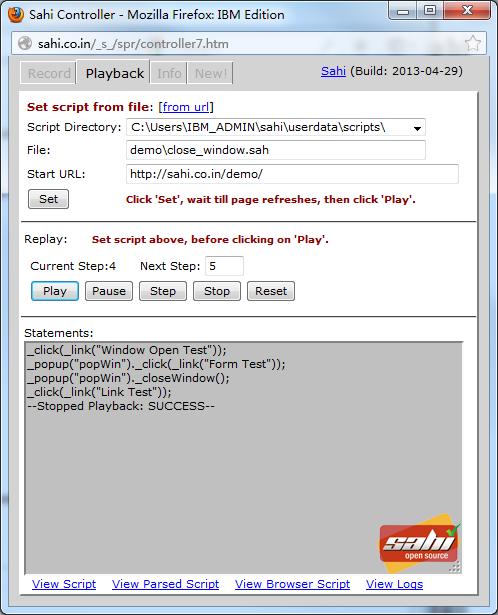 Sahi Controller - Mozilla Firefox: IBM Edition
sahi.co.in/_s_/spr/controller7.htm
Record Playback Info New! Sahi (Build: 2013-04-29)
Set script from file: [from url]
Script Directory: C:\Users\IBM_ADMIN\sahi\userdata\scripts\
File: demo\close_window.sah
Start URL: http://sahi.co.in/demo/
Set Click 'Set', wait till page refreshes, then click 'Play'.
Replay: Set script above, before clicking on 'Play'.
Current Step:4 Next Step: 5
Play Pause Step Stop Reset
Statements:
_click(_link("Window Open Test"));
_popup("popWin")._click(_link("Form Test"));
_popup("popWin")._closeWindow();
_click(_link("Link Test"));
--Stopped Playback: SUCCESS--
sahi
open source
View Script View Parsed Script View Browser Script View Logs